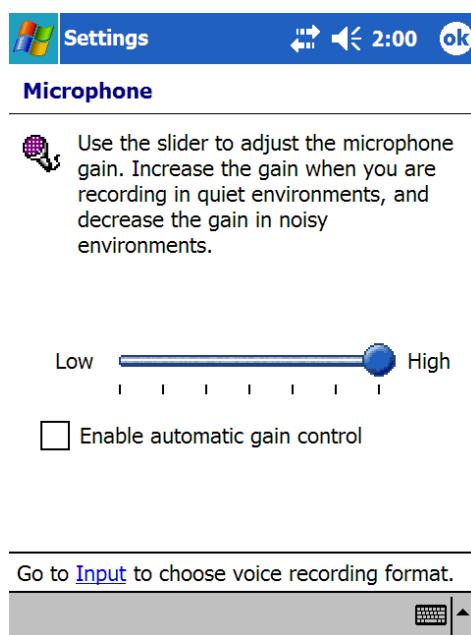 Settings 2:00 ok
Microphone
Use the slider to adjust the microphone
gain. Increase the gain when you are
recording in quiet environments, and
decrease the gain in noisy
environments.
Low High
Enable automatic gain control
Go to Input to choose voice recording format.